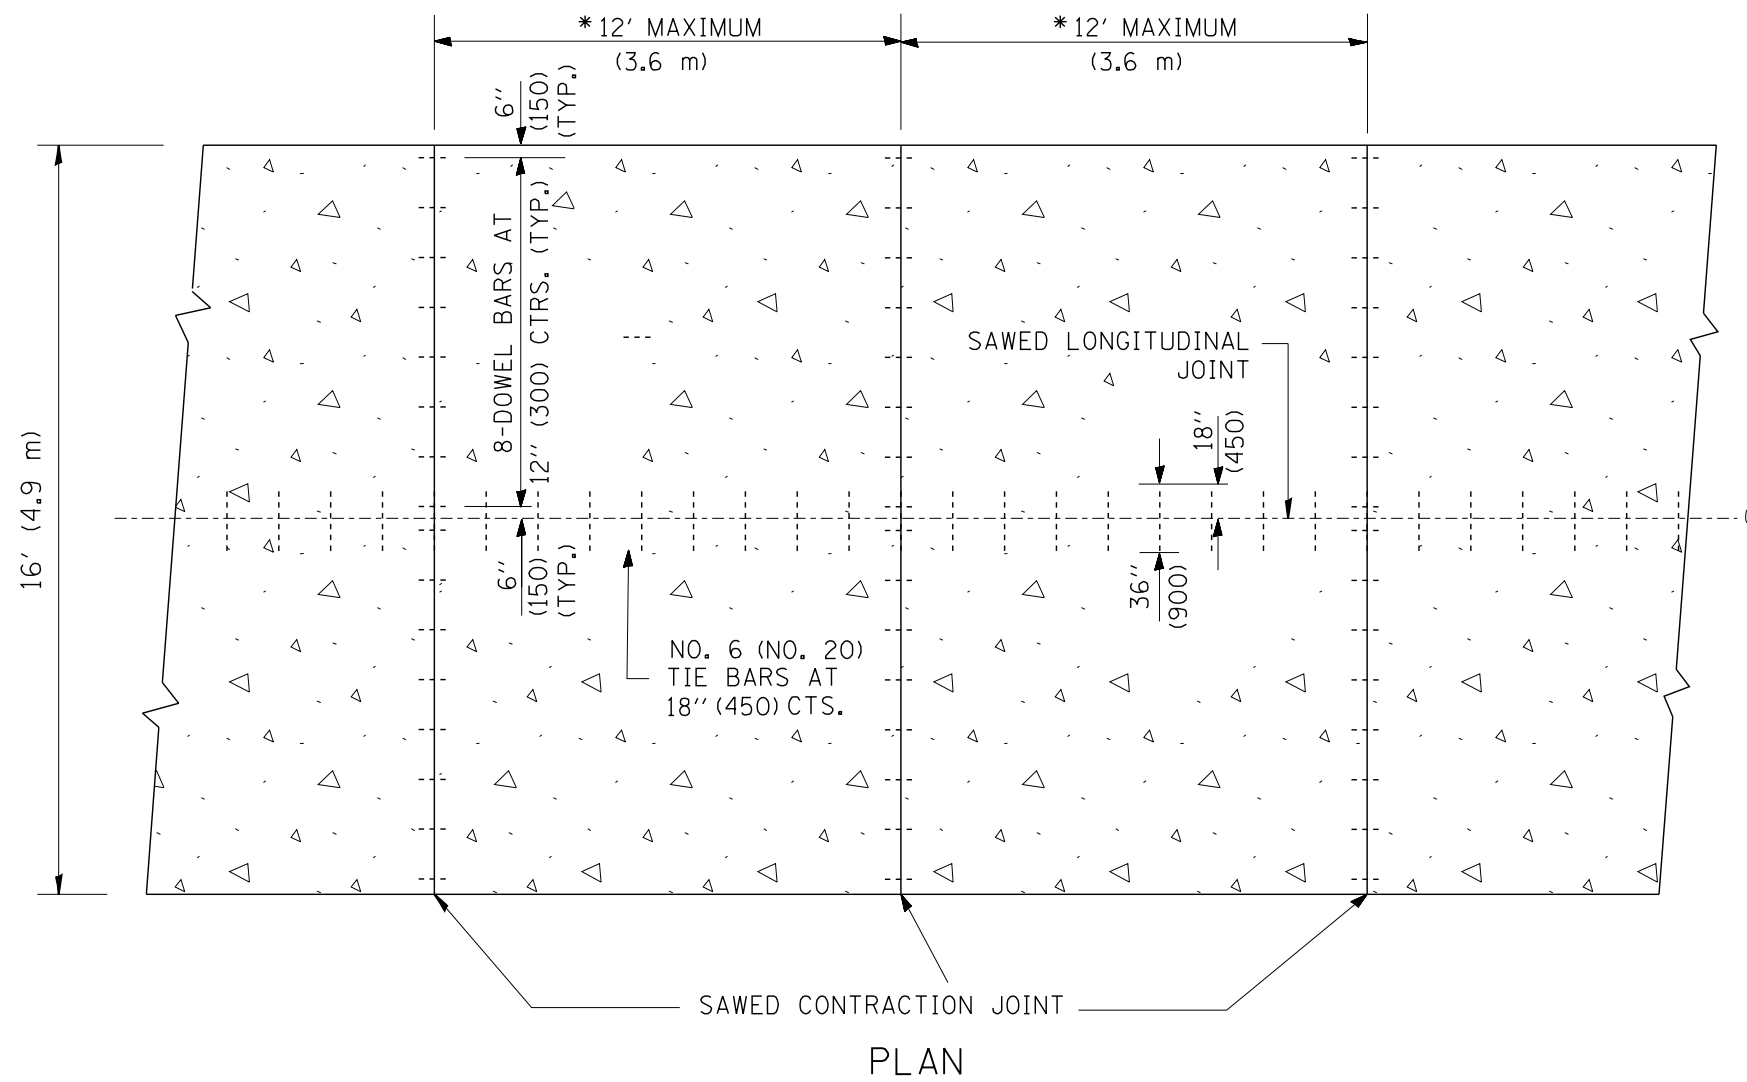 *12' MAXIMUM
(3.6 m)
*12' MAXIMUM
(3.6 m)
6''
(150)
(TYP.)
8-DOWEL BARS AT
12'' (300) CTRS. (TYP.)
SAWED LONGITUDINAL
JOINT
18''
(450)
16' (4.9 m)
6''
(150)
(TYP.)
36''
(900)
NO. 6 (NO. 20)
TIE BARS AT
18'' (450) CTS.
SAWED CONTRACTION JOINT
PLAN